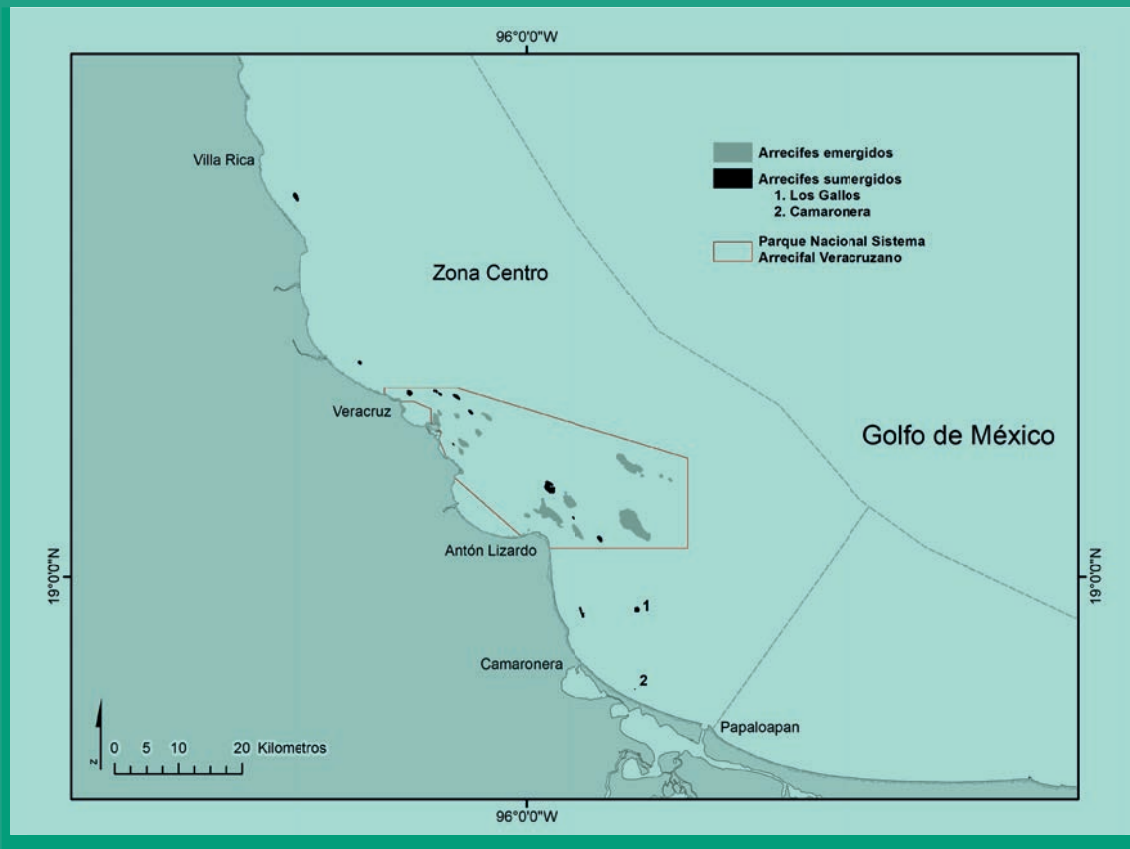 96°0'0"W
Villa Rica
Arrecifes emergidos
Arrecifes sumergidos
1. Los Gallos
2. Camaronera
Parque Nacional Sistema
Arrecifal Veracruzano
Zona Centro
Veracruz
Golfo de México
Antón Lizardo
19°0'0"N
19°0'0"N
1
Camaronera
2
Papaloapan
N
0 5 10 20 Kilometros
96°0'0"W